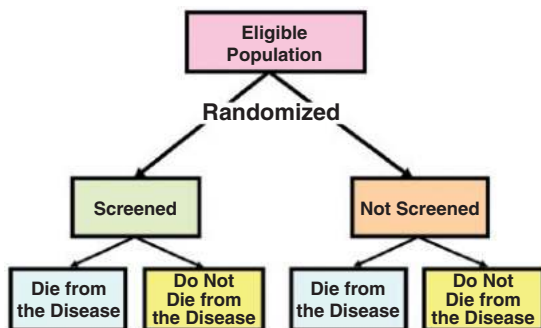 Eligible
Population
Randomized
Screened
Not Screened
Die from
the Disease
Do Not
Die from
the Disease
Die from
the Disease
Do Not
Die from
the Disease